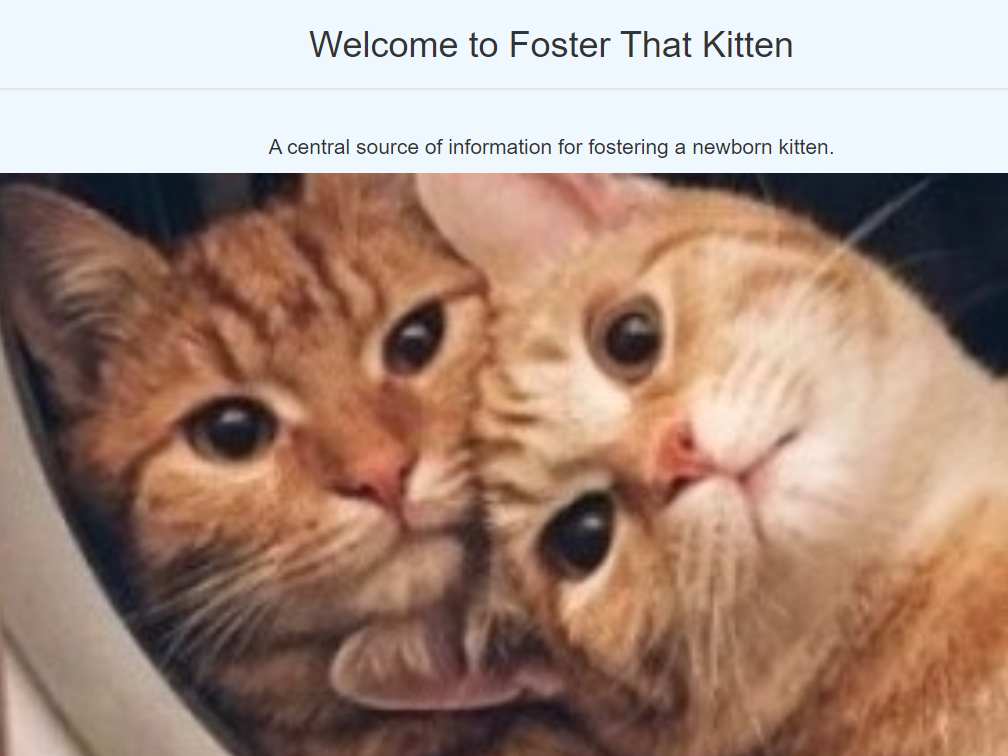 Welcome to Foster That Kitten
A central source of information for fostering a newborn kitten.